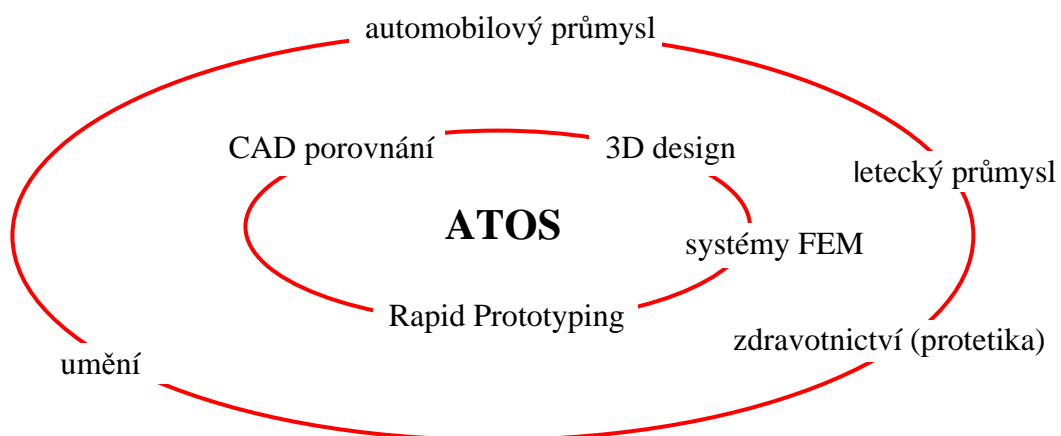 automobilový průmysl
CAD porovnání
3D design
letecký průmysl
ATOS
systémy FEM
Rapid Prototyping
zdravotnictví (protetika)
umění